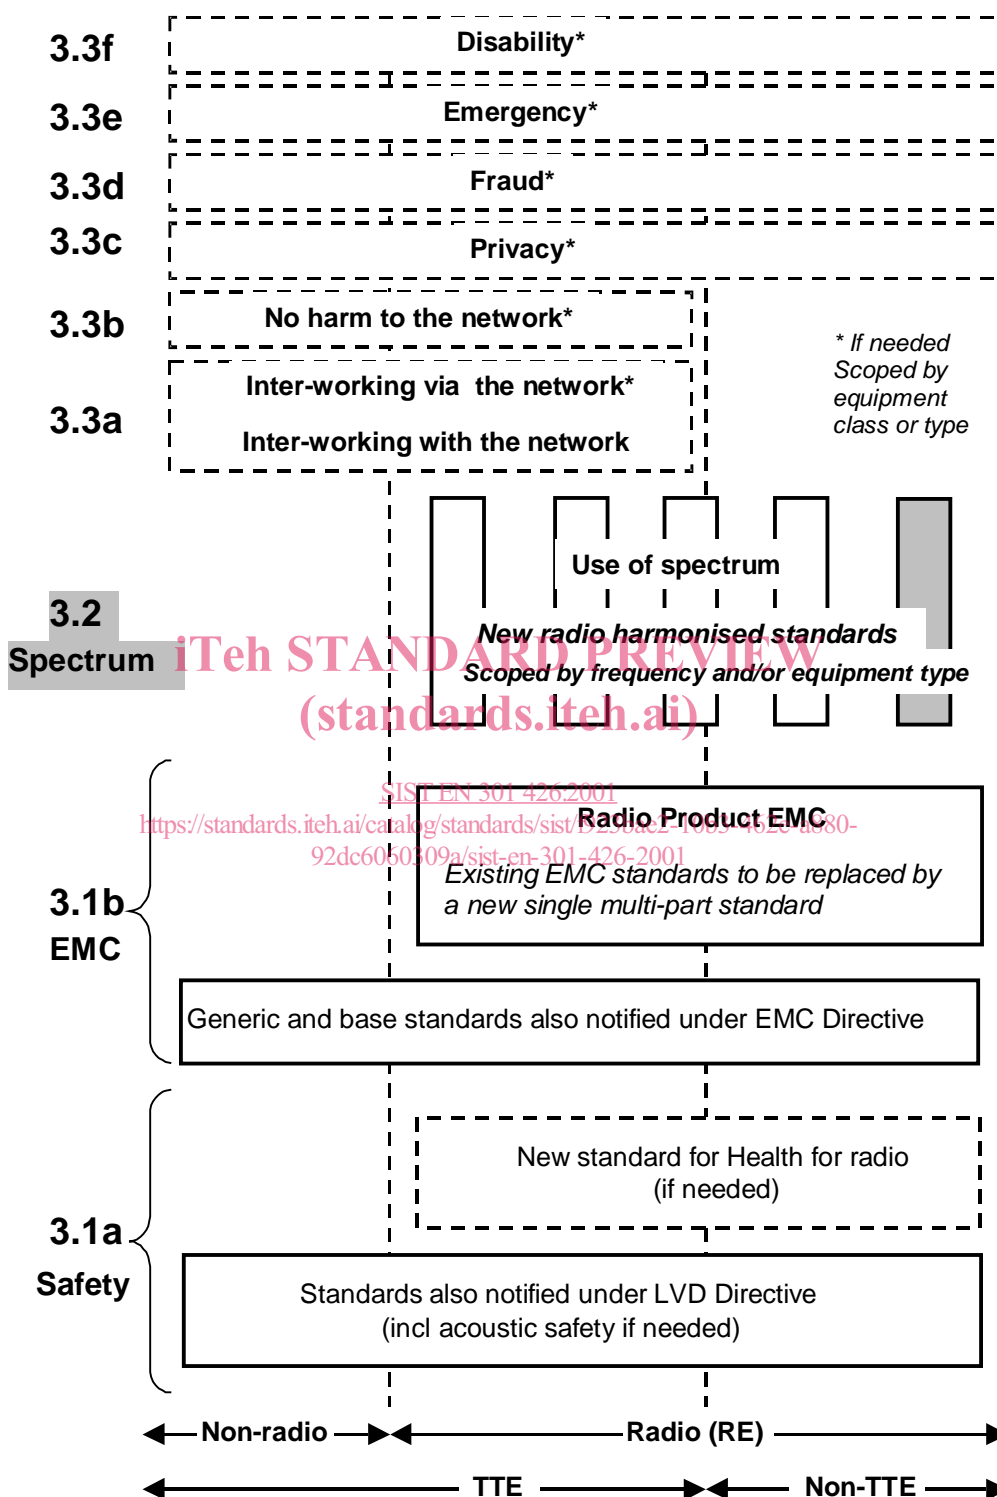 3.3f
Disability*
3.3e
Emergency*
3.3d
Fraud*
3.3c
Privacy*
3.3b
No harm to the network*
* If needed
Scoped by
equipment
class or type
3.3a
Inter-working via the network*
Inter-working with the network
Use of spectrum
3.2
Spectrum
New radio harmonised standards
Scoped by frequency and/or equipment type
iTeh STANDARD PREVIEW
(standards.iteh.ai)
SIST EN 301 426:2001
Radio Product EMC
92dc6060309a/sist-en-301-426-2001
Existing EMC standards to be replaced by
a new single multi-part standard
3.1b
EMC
Generic and base standards also notified under EMC Directive
New standard for Health for radio
(if needed)
3.1a
Safety
Standards also notified under LVD Directive
(incl acoustic safety if needed)
Non-radio
Radio (RE)
TTE
Non-TTE